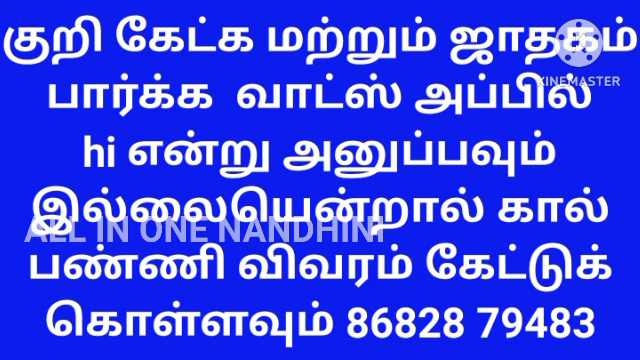 குறி கேட்க மற்றும் ஜாதகம்
KINEMASTER
பார்க்க வாட்ஸ் அப்பில்
hi என்று அனுப்பவும்
இல்லையென்றால் கால்
ALL IN ONE NANDHINI
பண்ணி விவரம் கேட்டுக்
கொள்ளவும் 86828 79483